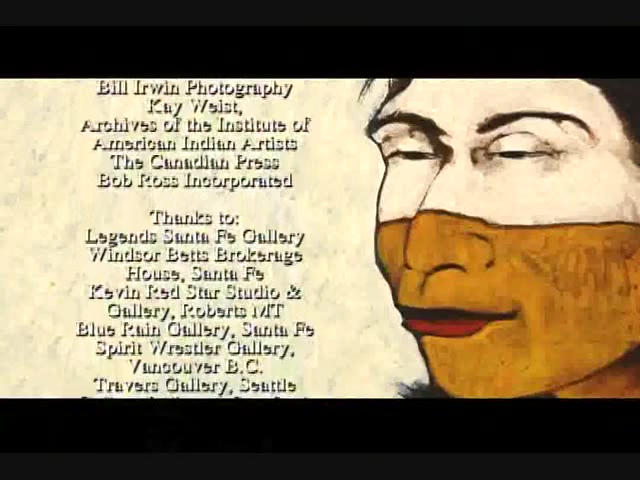 Bill Irwin Photography
Kay Weist,
Archives of the Institute of
American Indian Artists
The Canadian Press
Bob Ross Incorporated
Thanks to:
Legends Santa Fe Gallery
Windsor Betts Brokerage
House, Santa Fe
Kevin Red Star Studio &
Gallery, Roberts MT
Blue Rain Gallery, Santa Fe
Spirit Wrestler Gallery,
Vancouver B.C.
Travers Gallery, Seattle